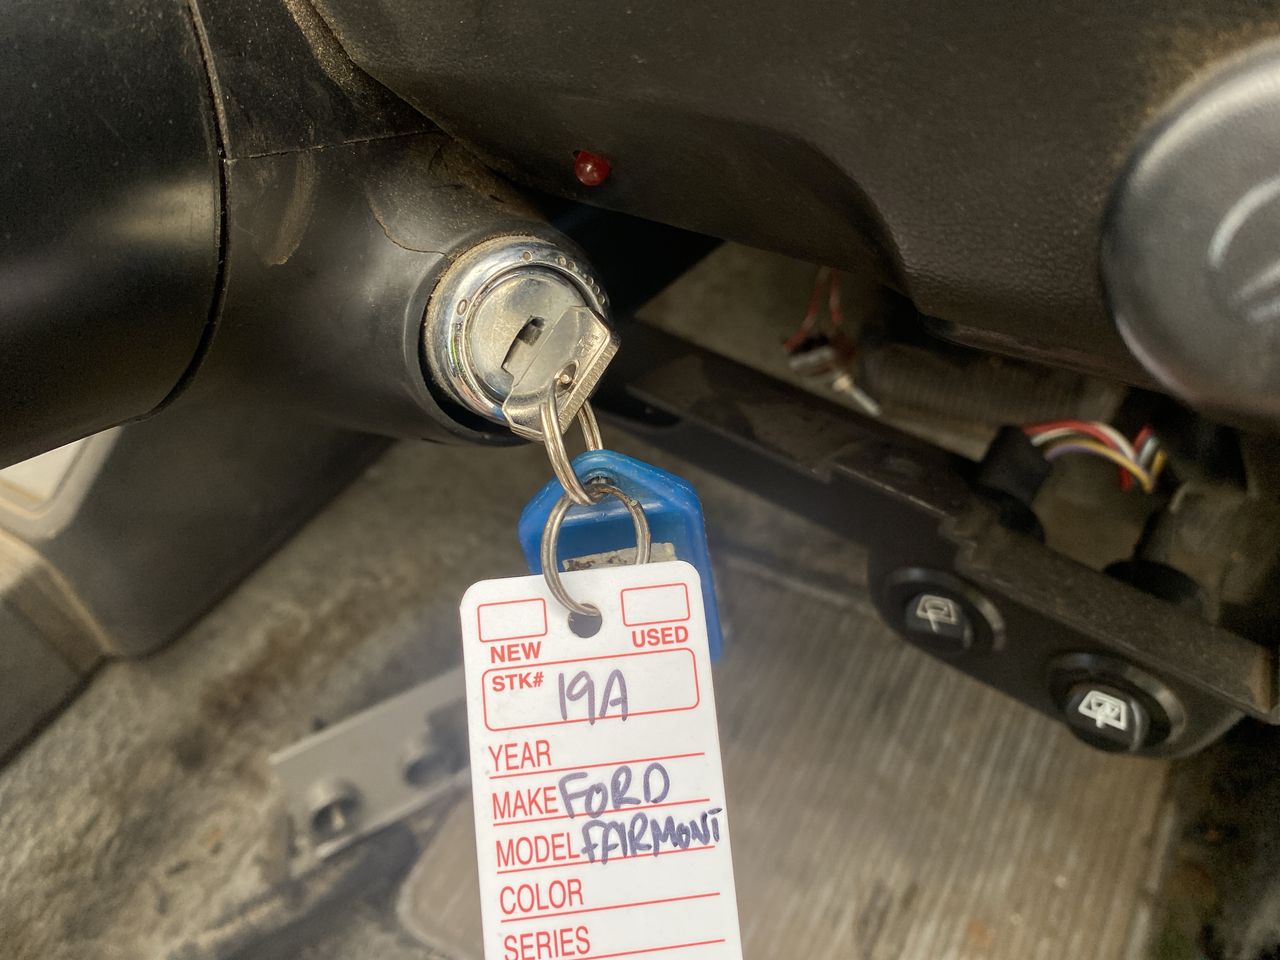 NEW USED
STK# 19A
YEAR
MAKE FORD
MODEL FAIRMONT
COLOR
SERIES